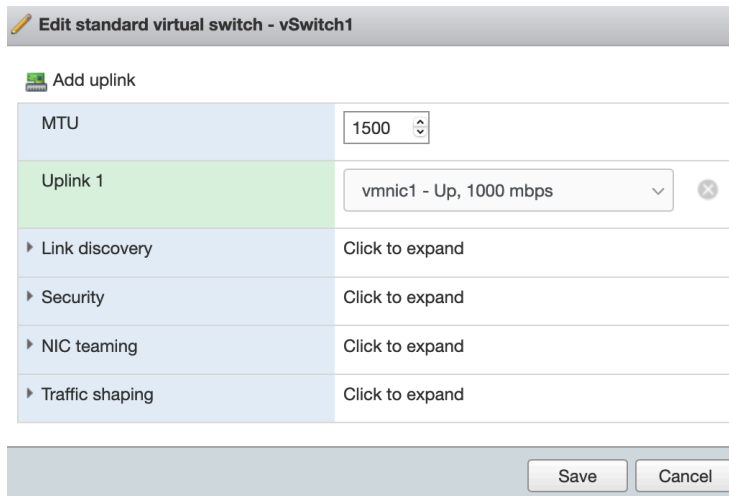 Edit standard virtual switch - vSwitch1
Add uplink
MTU 1500
Uplink 1 vmnic1 - Up, 1000 mbps
Link discovery Click to expand
Security Click to expand
NIC teaming Click to expand
Traffic shaping Click to expand
Save Cancel